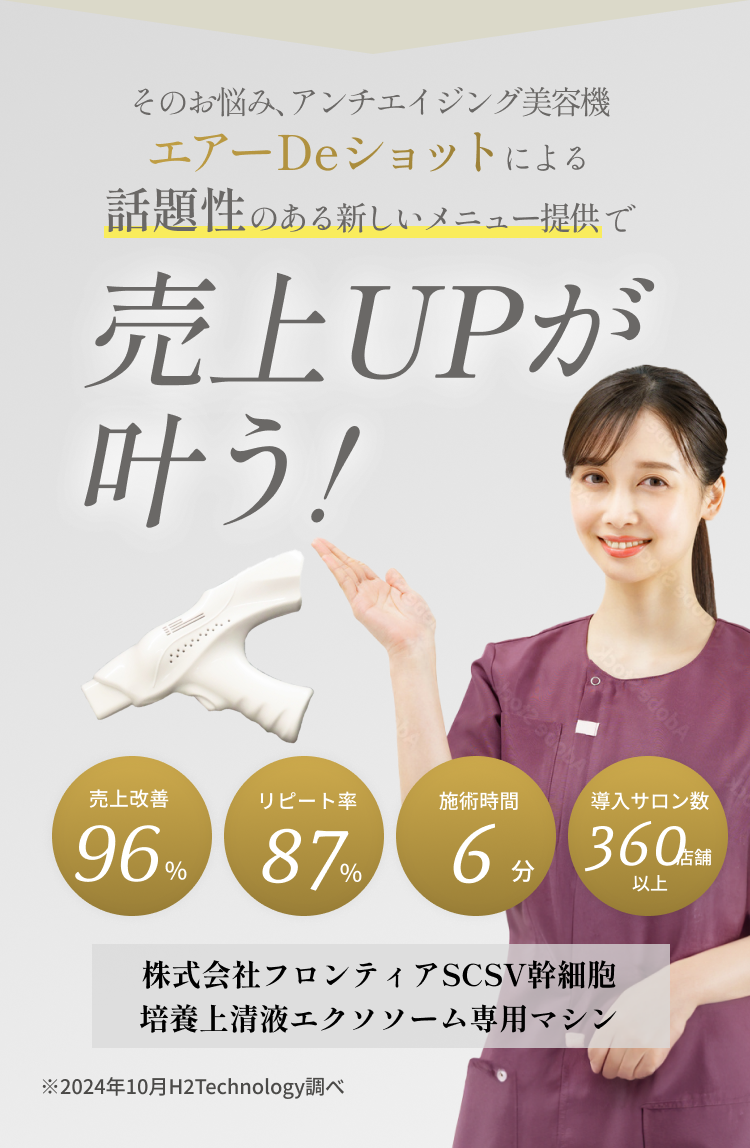 そのお悩み、アンチエイジング美容機
エアーDeショットによる
話題性のある新しいメニュー提供で
売上UPが
叶う!
売上改善
96%
リピート率
87%
施術時間
6分
導入サロン数
360店舗
以上
株式会社フロンティアSCSV幹細胞
培養上清液エクソソーム専用マシン
※2024年10月H2Technology調べ